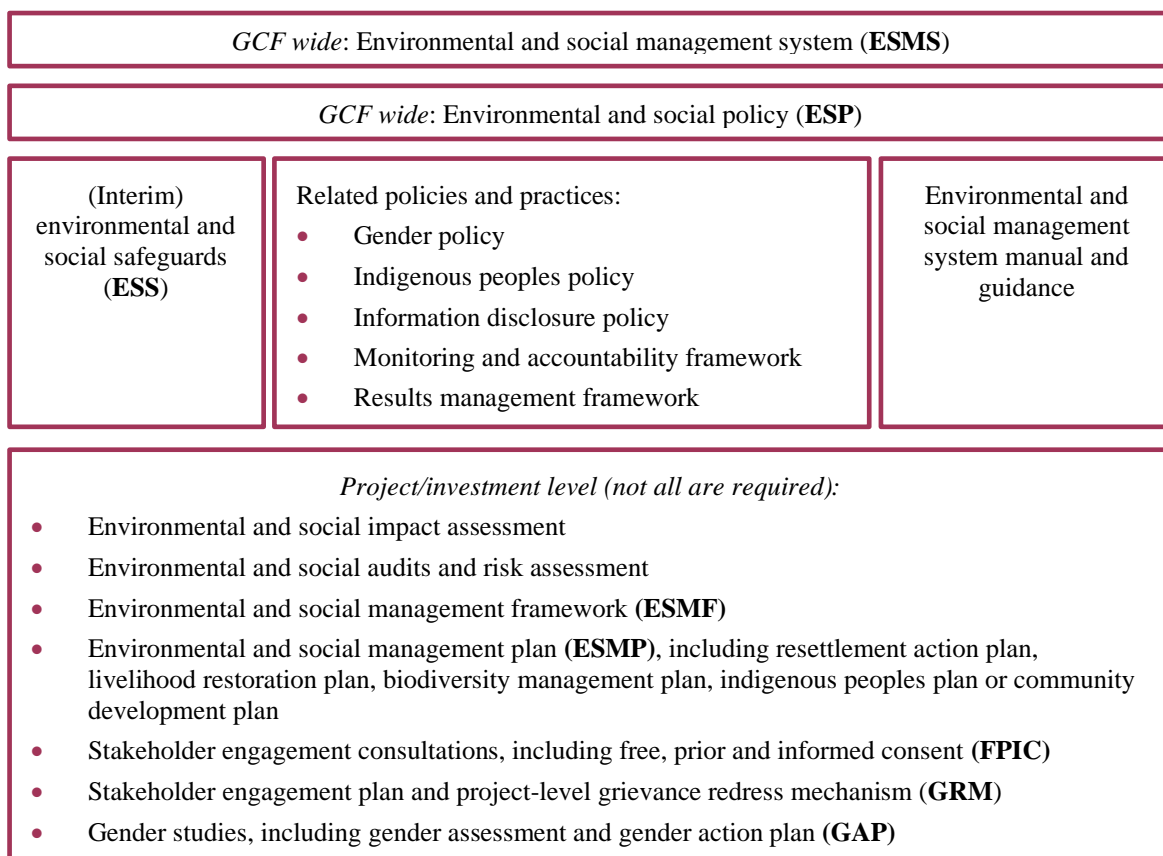 GCF wide: Environmental and social management system (ESMS)
GCF wide: Environmental and social policy (ESP)
(Interim)
environmental and
social safeguards
(ESS)
Related policies and practices:
• Gender policy
• Indigenous peoples policy
• Information disclosure policy
• Monitoring and accountability framework
• Results management framework
Environmental and
social management
system manual and
guidance
Project/investment level (not all are required):
• Environmental and social impact assessment
• Environmental and social audits and risk assessment
• Environmental and social management framework (ESMF)
• Environmental and social management plan (ESMP), including resettlement action plan,
livelihood restoration plan, biodiversity management plan, indigenous peoples plan or community
development plan
• Stakeholder engagement consultations, including free, prior and informed consent (FPIC)
• Stakeholder engagement plan and project-level grievance redress mechanism (GRM)
• Gender studies, including gender assessment and gender action plan (GAP)